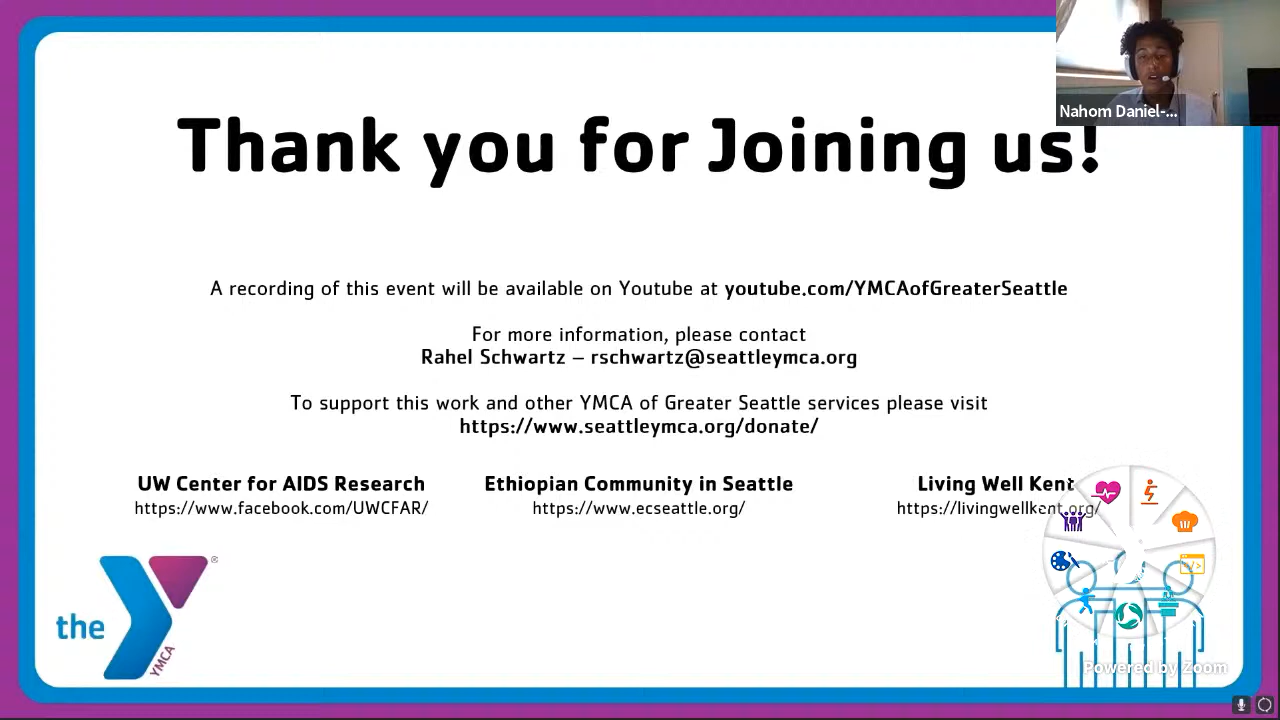 Nahom Daniel-...
Thank you for Joining us!
A recording of this event will be available on Youtube at youtube.com/YMCAofGreaterSeattle
For more information, please contact
Rahel Schwartz – rschwartz@seattleymca.org
To support this work and other YMCA of Greater Seattle services please visit
https://www.seattleymca.org/donate/
UW Center for AIDS Research
https://www.facebook.com/UWCFAR/
Ethiopian Community in Seattle
https://www.ecseattle.org/
Living Well Kent
https://livingwellkent.org/
the
YMCA
®
</>
Powered by Zoom